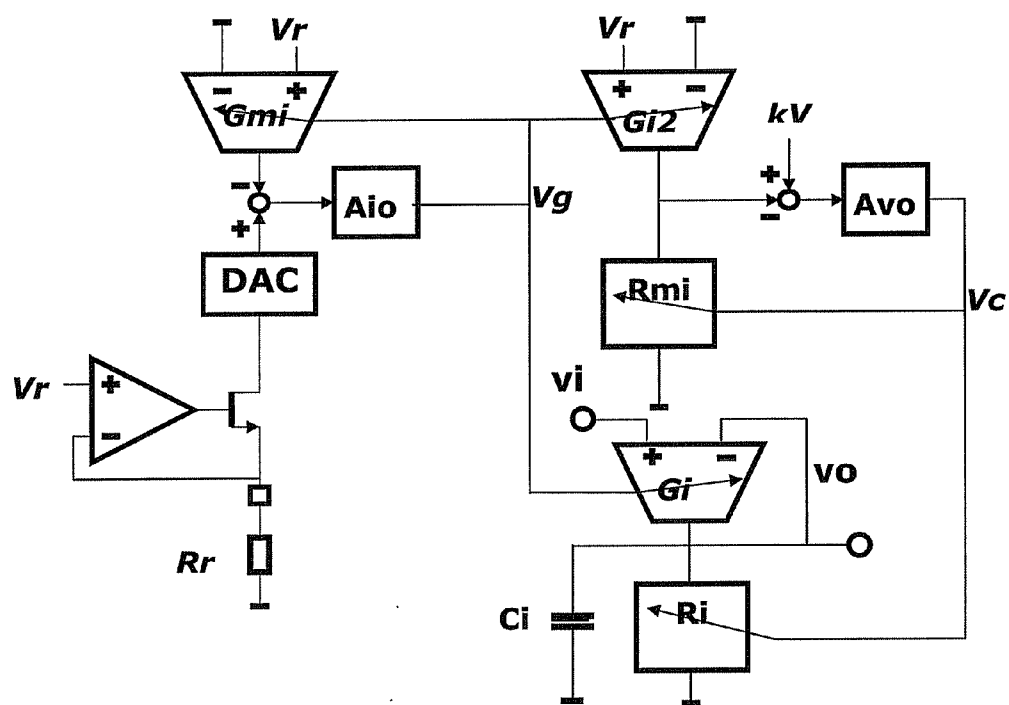 Vr
Vr
− +
+ −
Gmi
Gi2
kV
−
+
+
−
Aio
Vg
Avo
DAC
Rmi
Vc
Vr
+
−
vi
+ −
Gi
vo
Rr
Ci
Ri